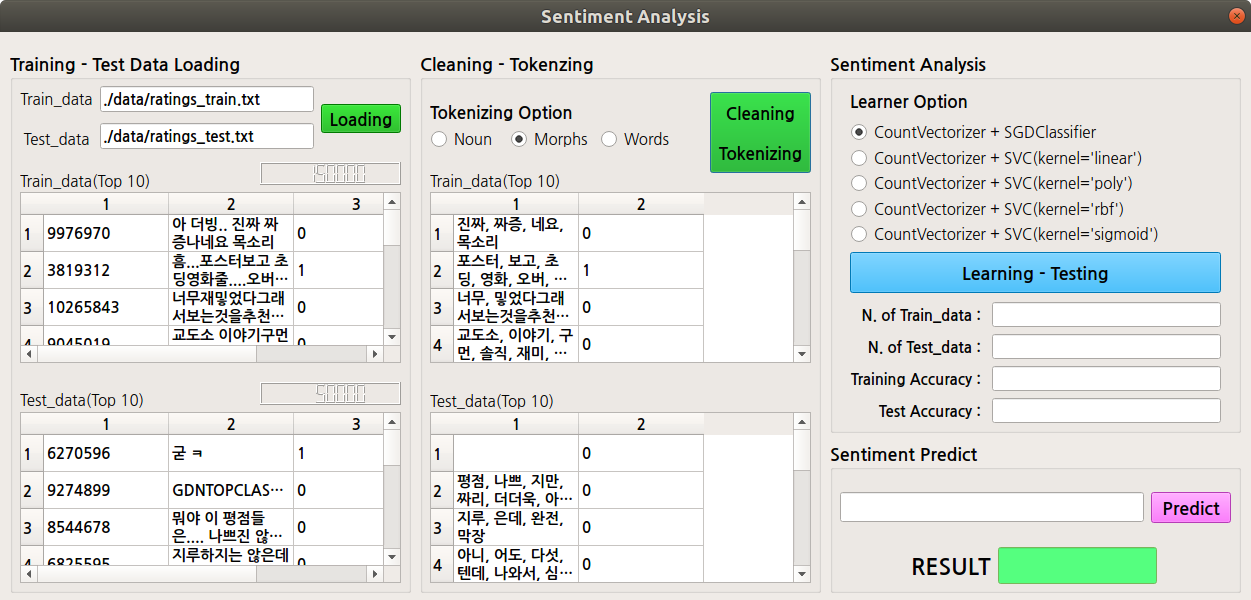 Sentiment Analysis
Training - Test Data Loading
Train_data ./data/ratings_train.txt
Loading
Test_data ./data/ratings_test.txt
Train_data(Top 10) 150000
1 2 3
1 9976970 아 더빙.. 진짜 짜 0
증나네요 목소리
2 3819312 흠...포스터보고 초 1
딩영화줄....오버…
3 10265843 너무재밓었다그래 0
서보는것을추천…
4 9045019 교도소 이야기구먼 0
Test_data(Top 10) 50000
1 2 3
1 6270596 굳 ㅋ 1
2 9274899 GDNTOPCLAS… 0
3 8544678 뭐야 이 평점들 0
은.... 나쁘진 않…
4 6825595 지루하지는 않은데 0
Cleaning - Tokenzing
Tokenizing Option
Noun Morphs Words
Cleaning
Tokenizing
Train_data(Top 10)
1 2
1 진짜, 짜증, 네요, 0
목소리
2 포스터, 보고, 초 1
딩, 영화, 오버, …
3 너무, 밓었다그래 0
서보는것을추천…
4 교도소, 이야기, 구 0
먼, 솔직, 재미, …
Test_data(Top 10)
1 2
1 0
2 평점, 나쁘, 지만, 0
짜리, 더더욱, 아…
3 지루, 은데, 완전, 0
막장
4 아니, 어도, 다섯, 0
텐데, 나와서, 심…
Sentiment Analysis
Learner Option
CountVectorizer + SGDClassifier
CountVectorizer + SVC(kernel='linear')
CountVectorizer + SVC(kernel='poly')
CountVectorizer + SVC(kernel='rbf')
CountVectorizer + SVC(kernel='sigmoid')
Learning - Testing
N. of Train_data :
N. of Test_data :
Training Accuracy :
Test Accuracy :
Sentiment Predict
Predict
RESULT